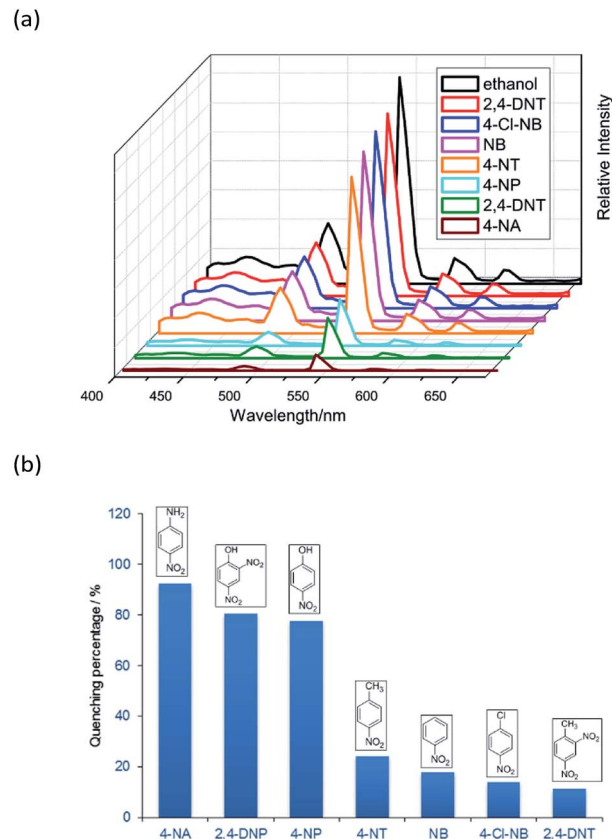 (a)
ethanol
2,4-DNT
4-Cl-NB
NB
4-NT
4-NP
2,4-DNT
4-NA
Relative Intensity
400 450 500 550 600 650
Wavelength/nm
(b)
Quenching percentage / %
120
100
80
60
40
20
0
NH₂
NO₂
OH
NO₂
NO₂
OH
NO₂
CH₃
NO₂
NO₂
Cl
NO₂
CH₃
NO₂
NO₂
4-NA 2.4-DNP 4-NP 4-NT NB 4-Cl-NB 2.4-DNT